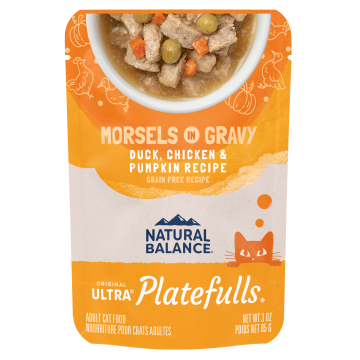 MORSELS IN GRAVY
DUCK, CHICKEN &
PUMPKIN RECIPE
GRAIN FREE RECIPE
NATURAL
BALANCE®
ORIGINAL
ULTRA® Platefulls®
ADULT CAT FOOD
NOURRITURE POUR CHATS ADULTES
NET WT 3 OZ
POIDS NET 85 G